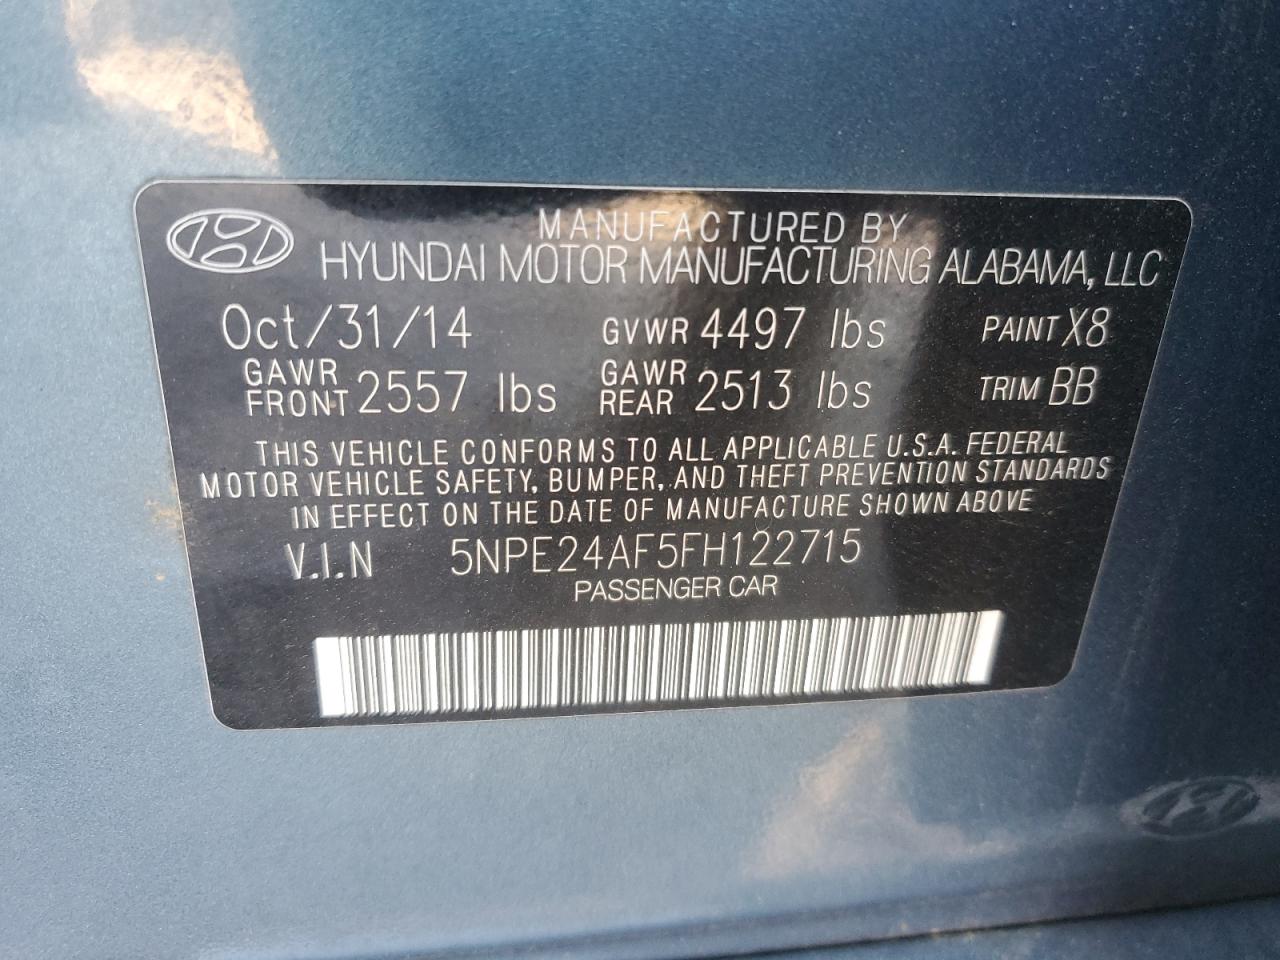 MANUFACTURED BY
HYUNDAI MOTOR MANUFACTURING ALABAMA, LLC
Oct/31/14 GVWR 4497 lbs PAINT X8
GAWR FRONT 2557 lbs GAWR REAR 2513 lbs TRIM BB
THIS VEHICLE CONFORMS TO ALL APPLICABLE U.S.A. FEDERAL
MOTOR VEHICLE SAFETY, BUMPER, AND THEFT PREVENTION STANDARDS
IN EFFECT ON THE DATE OF MANUFACTURE SHOWN ABOVE
V.I.N 5NPE24AF5FH122715
PASSENGER CAR